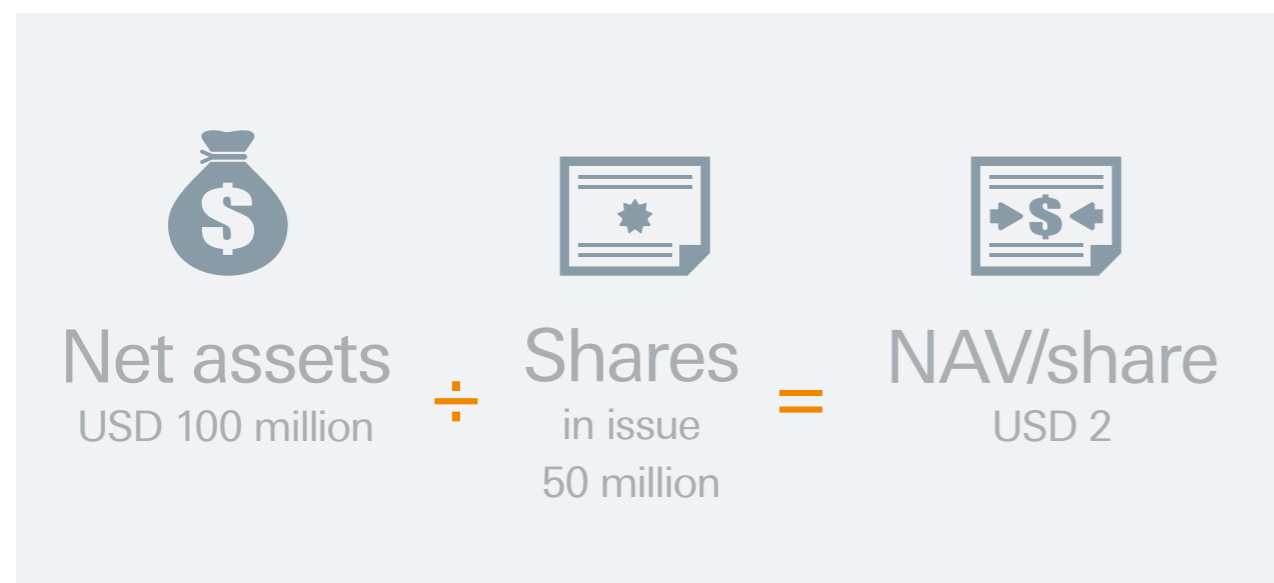 $
$
Net assets
USD 100 million
÷
Shares
in issue
50 million
=
NAV/share
USD 2